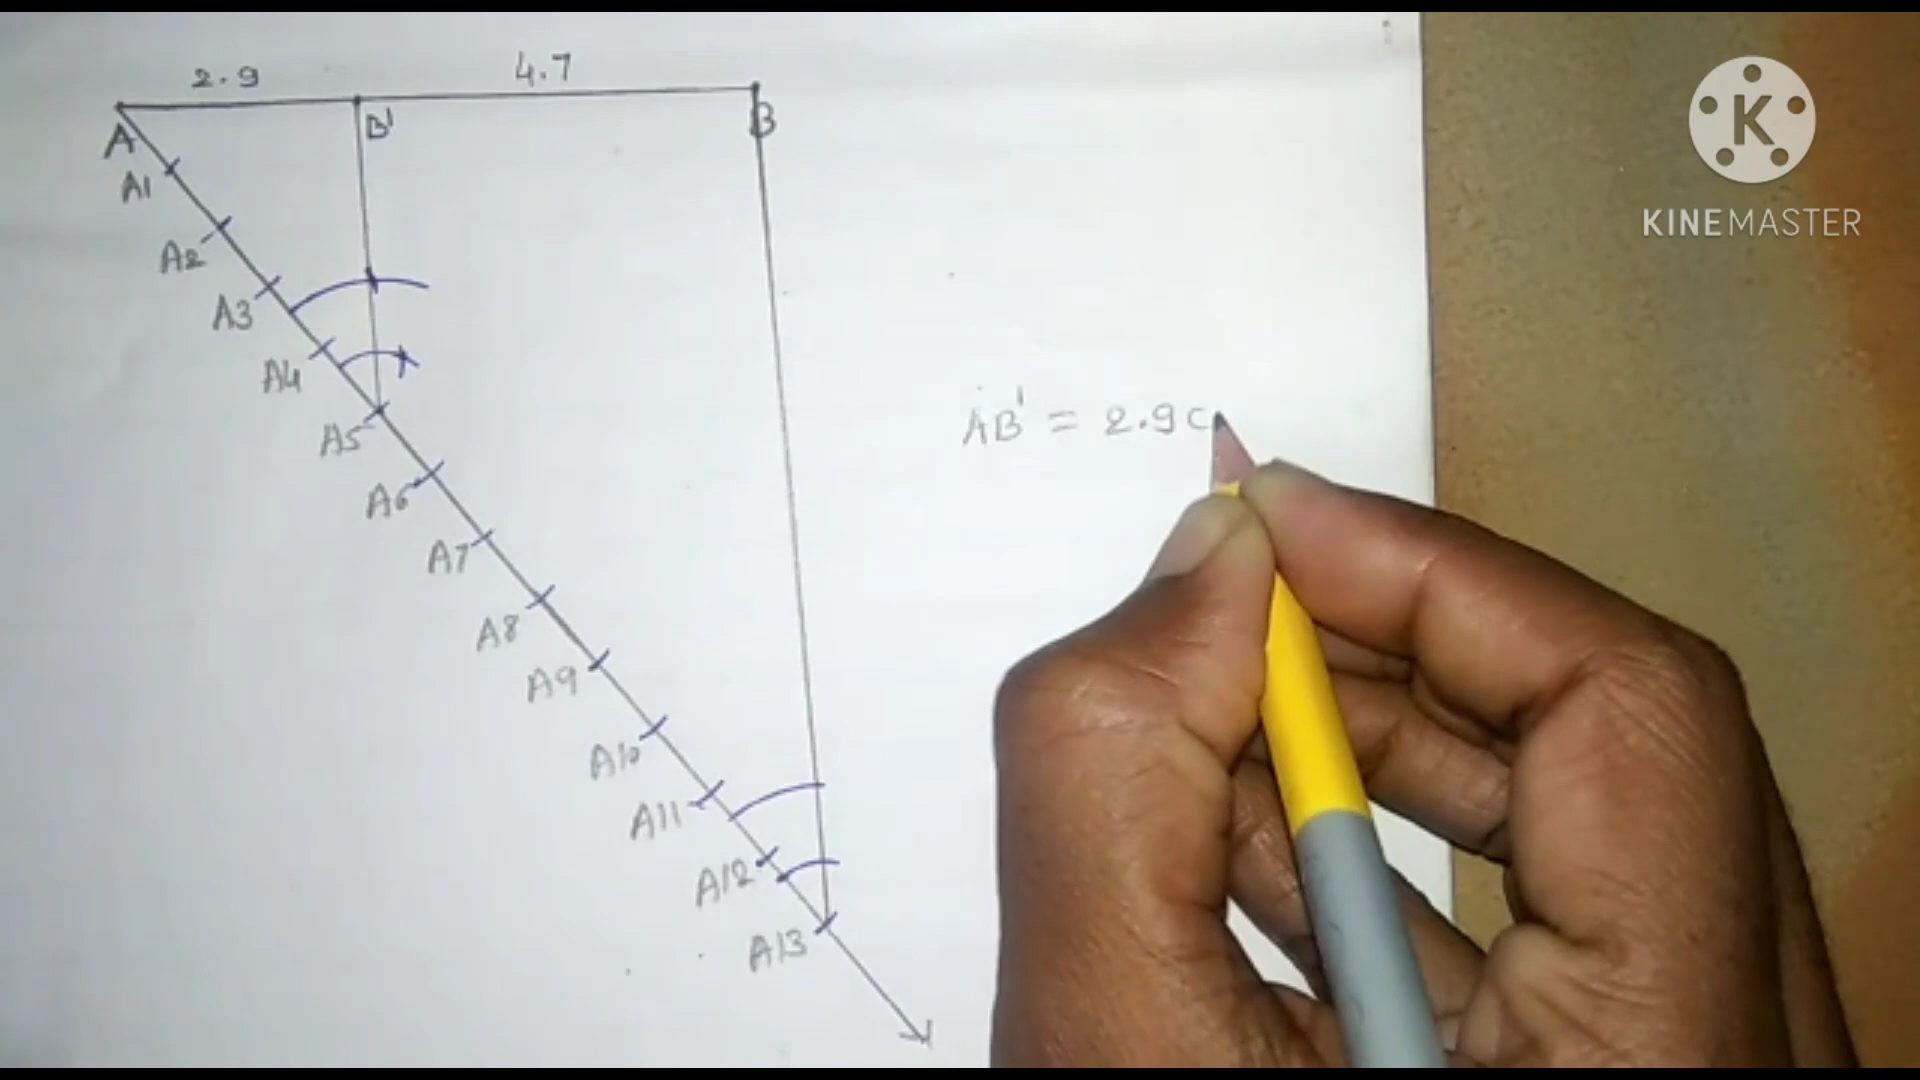 2.9 4.7
A B' B
A1
A2
A3
A4
A5
A6
A7
A8
A9
A10
A11
A12
A13
AB' = 2.9c
K
KINEMASTER